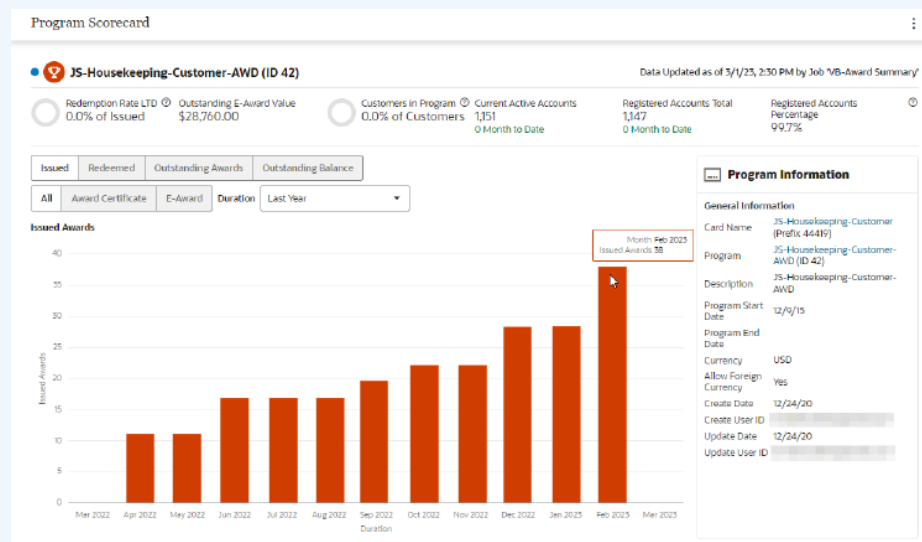 Program Scorecard
JS-Housekeeping-Customer-AWD (ID 42)
Data Updated as of 3/1/23, 2:30 PM by Job 'VB-Award Summary'
Redemption Rate LTD
0.0% of Issued
Outstanding E-Award Value
$28,760.00
Customers in Program
0.0% of Customers
Current Active Accounts
1,151
0 Month to Date
Registered Accounts Total
1,147
0 Month to Date
Registered Accounts
Percentage
99.7%
Issued Redeemed Outstanding Awards Outstanding Balance
All Award Certificate E-Award Duration Last Year
Issued Awards
Month Feb 2023
Issued Awards 38
40
35
30
25
20
15
10
5
0
Issued Awards
Mar 2022 Apr 2022 May 2022 Jun 2022 Jul 2022 Aug 2022 Sep 2022 Oct 2022 Nov 2022 Dec 2022 Jan 2023 Feb 2023 Mar 2023
Duration
Program Information
General Information
Card Name JS-Housekeeping-Customer
(Prefix 44419)
Program JS-Housekeeping-Customer-
AWD (ID 42)
Description JS-Housekeeping-Customer-
AWD
Program Start
Date 12/9/15
Program End
Date
Currency USD
Allow Foreign
Currency Yes
Create Date 12/24/20
Create User ID
Update Date 12/24/20
Update User ID